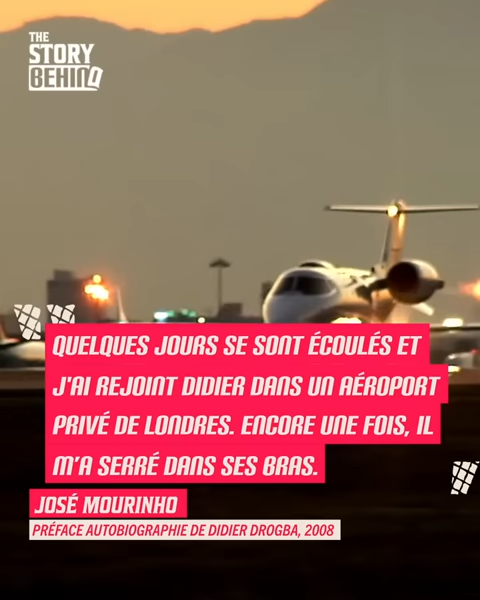 THE
STORY
BEHIND
QUELQUES JOURS SE SONT ÉCOULÉS ET
J'AI REJOINT DIDIER DANS UN AÉROPORT
PRIVÉ DE LONDRES. ENCORE UNE FOIS, IL
M'A SERRÉ DANS SES BRAS.
JOSÉ MOURINHO
PRÉFACE AUTOBIOGRAPHIE DE DIDIER DROGBA, 2008